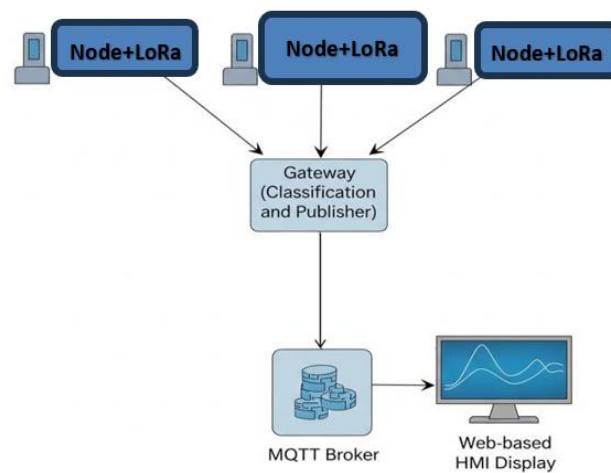 Node+LoRa
Node+LoRa
Node+LoRa
Gateway
(Classification
and Publisher)
MQTT Broker
Web-based
HMI Display